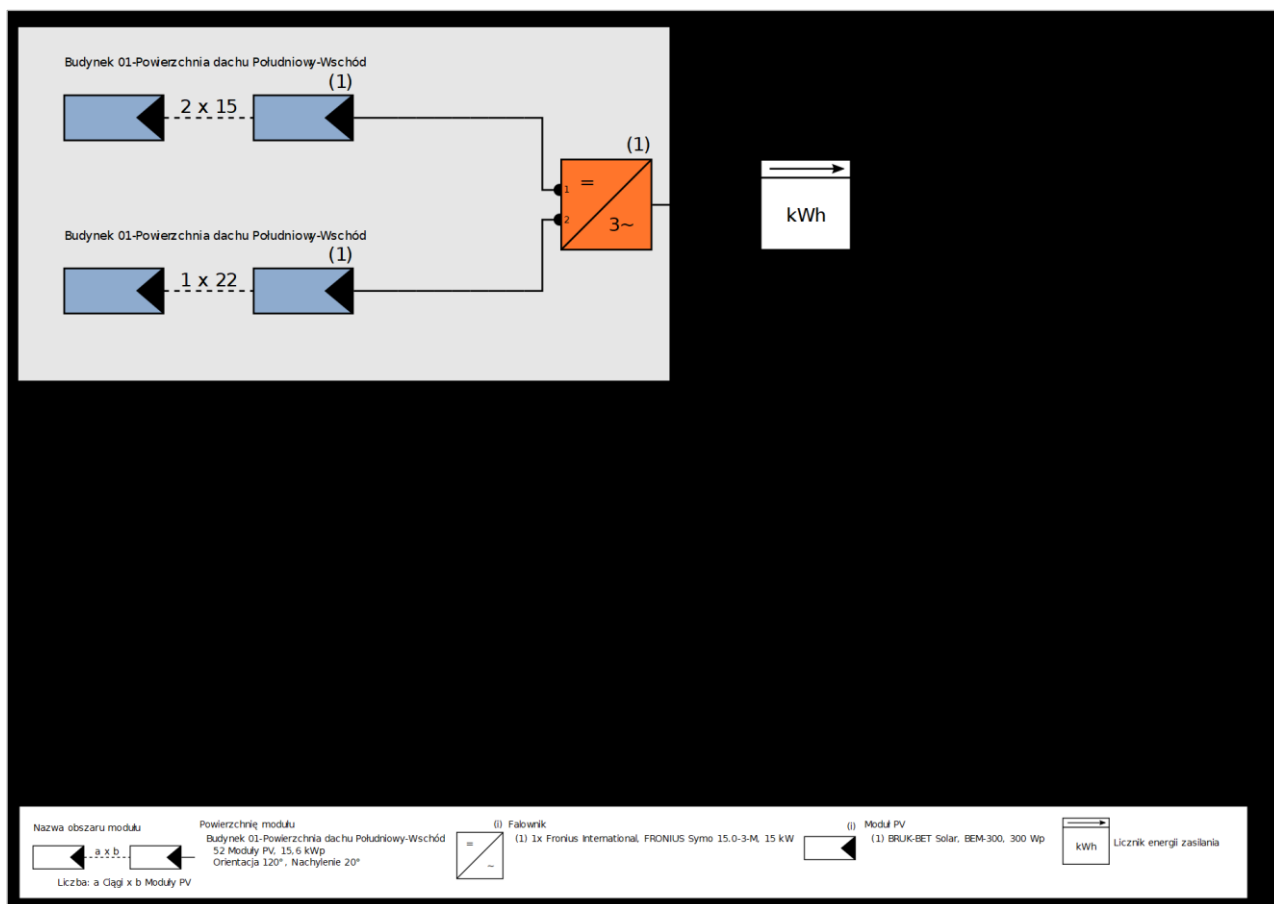 Budynek 01-Powierzchnia dachu Południowy-Wschód
(1)
2 x 15
(1)
1
=
2
3~
kWh
Budynek 01-Powierzchnia dachu Południowy-Wschód
(1)
1 x 22
Nazwa obszaru modułu
a x b
Liczba: a Ciągi x b Moduły PV
Powierzchnię modułu
Budynek 01-Powierzchnia dachu Południowy-Wschód
52 Moduły PV, 15,6 kWp
Orientacja 120°, Nachylenie 20°
=
~
(i) Falownik
(1) 1x Fronius International, FRONIUS Symo 15.0-3-M, 15 kW
(i) Moduł PV
(1) BRUK-BET Solar, BEM-300, 300 Wp
kWh
Licznik energii zasilania